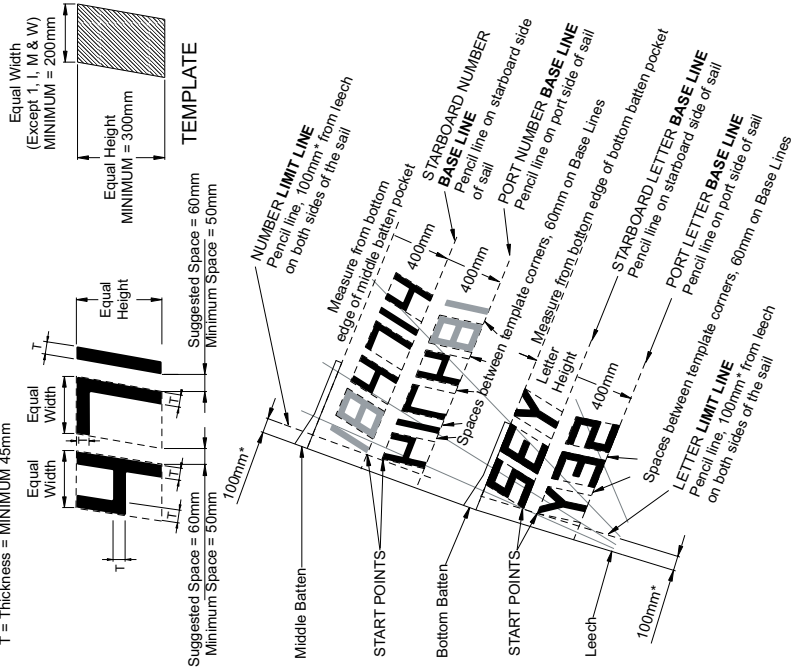 T = Thickness = MINIMUM 45mm
Equal Width
(Except 1, I, M & W)
MINIMUM = 200mm
Equal Height
MINIMUM = 300mm
TEMPLATE
Equal
Width
Equal
Width
Equal
Height
T
T
T
T
T
T
471
Suggested Space = 60mm
Minimum Space = 50mm
Suggested Space = 60mm
Minimum Space = 50mm
NUMBER LIMIT LINE
Pencil line, 100mm* from leech
on both sides of the sail
100mm*
Middle Batten
START POINTS
Bottom Batten
START POINTS
Leech
100mm*
Measure from bottom
edge of middle batten pocket
400mm
STARBOARD NUMBER
BASE LINE
Pencil line on starboard side
of sail
400mm
PORT NUMBER BASE LINE
Pencil line on port side of sail
Spaces between template corners, 60mm on Base Lines
Measure from bottom edge of bottom batten pocket
Letter
Height
STARBOARD LETTER BASE LINE
Pencil line on starboard side of sail
400mm
PORT LETTER BASE LINE
Pencil line on port side of sail
Spaces between template corners, 60mm on Base Lines
LETTER LIMIT LINE
Pencil line, 100mm* from leech
on both sides of the sail
SEY